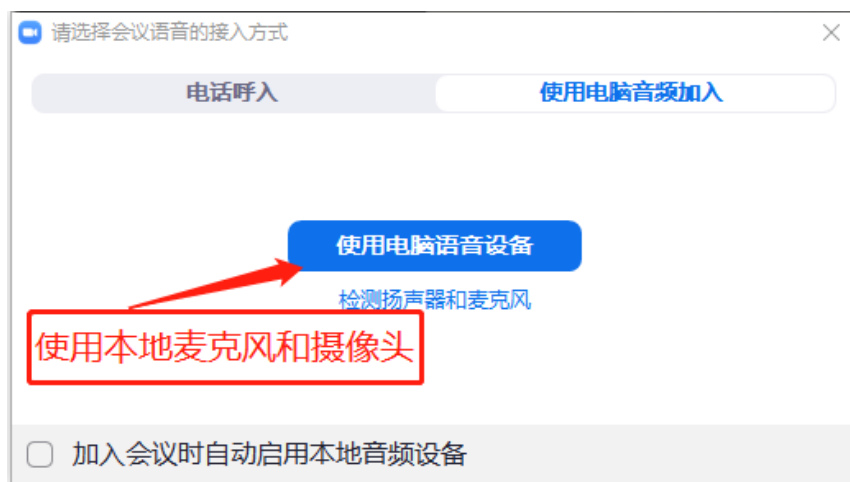 请选择会议语音的接入方式
电话呼入
使用电脑音频加入
使用电脑语音设备
检测扬声器和麦克风
使用本地麦克风和摄像头
加入会议时自动启用本地音频设备